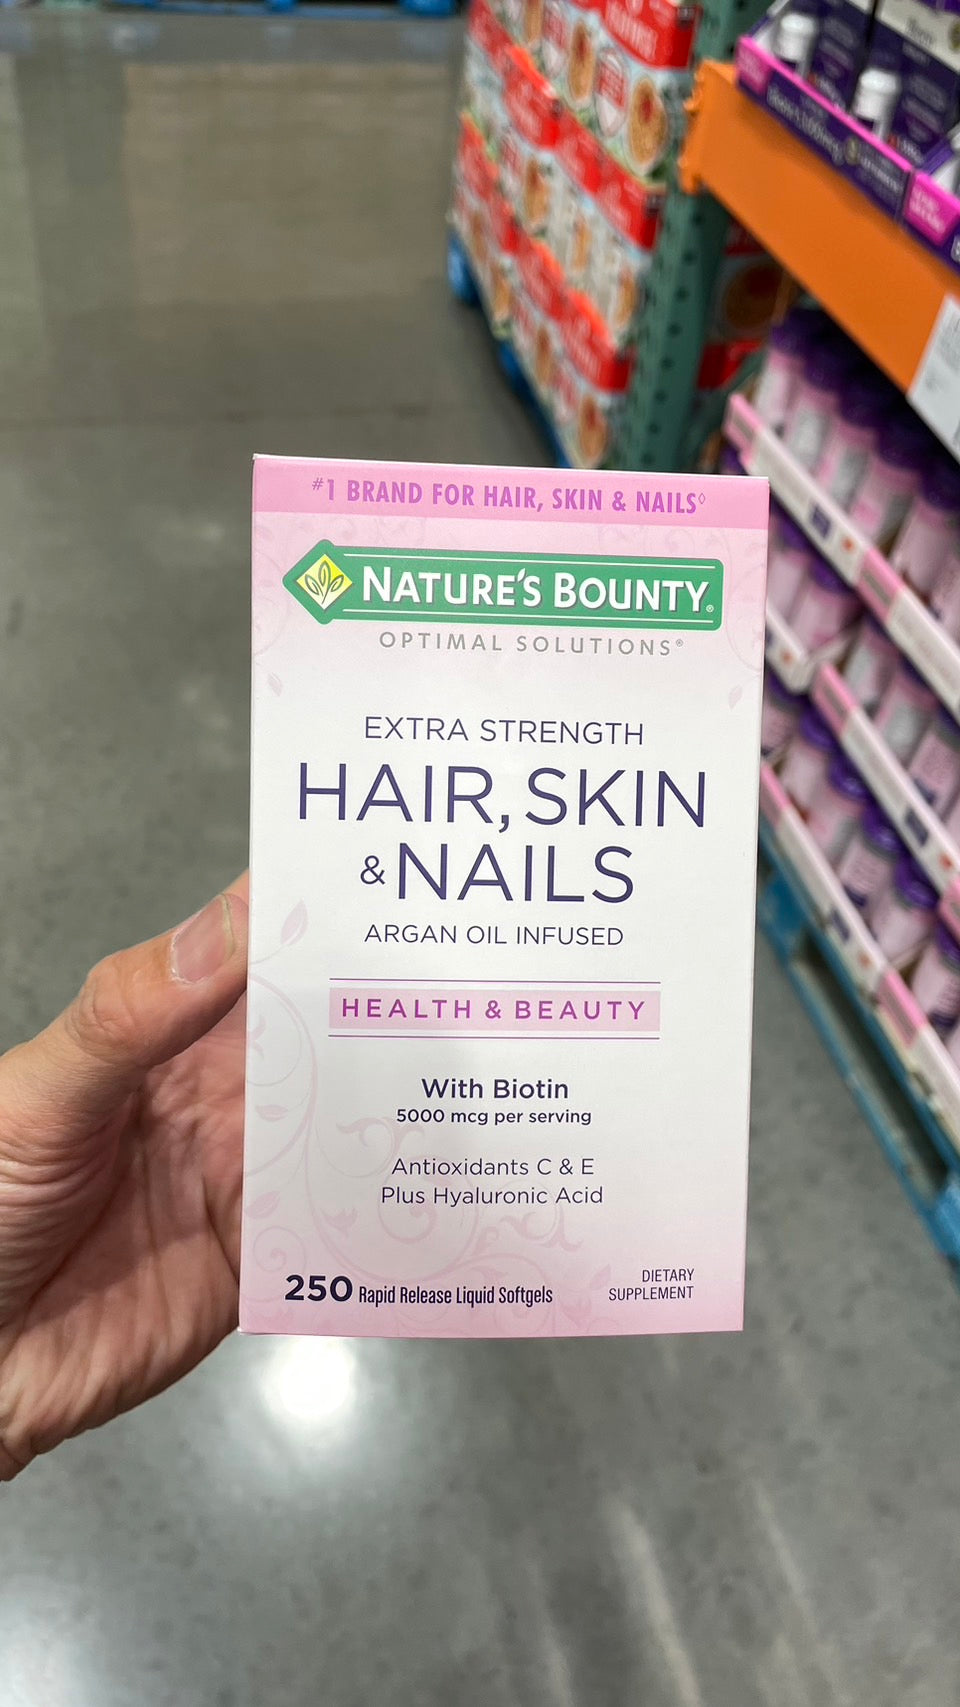 #1 BRAND FOR HAIR, SKIN & NAILS◊
NATURE'S BOUNTY®
OPTIMAL SOLUTIONS®
EXTRA STRENGTH
HAIR, SKIN
& NAILS
ARGAN OIL INFUSED
HEALTH & BEAUTY
With Biotin
5000 mcg per serving
Antioxidants C & E
Plus Hyaluronic Acid
250 Rapid Release Liquid Softgels
DIETARY
SUPPLEMENT